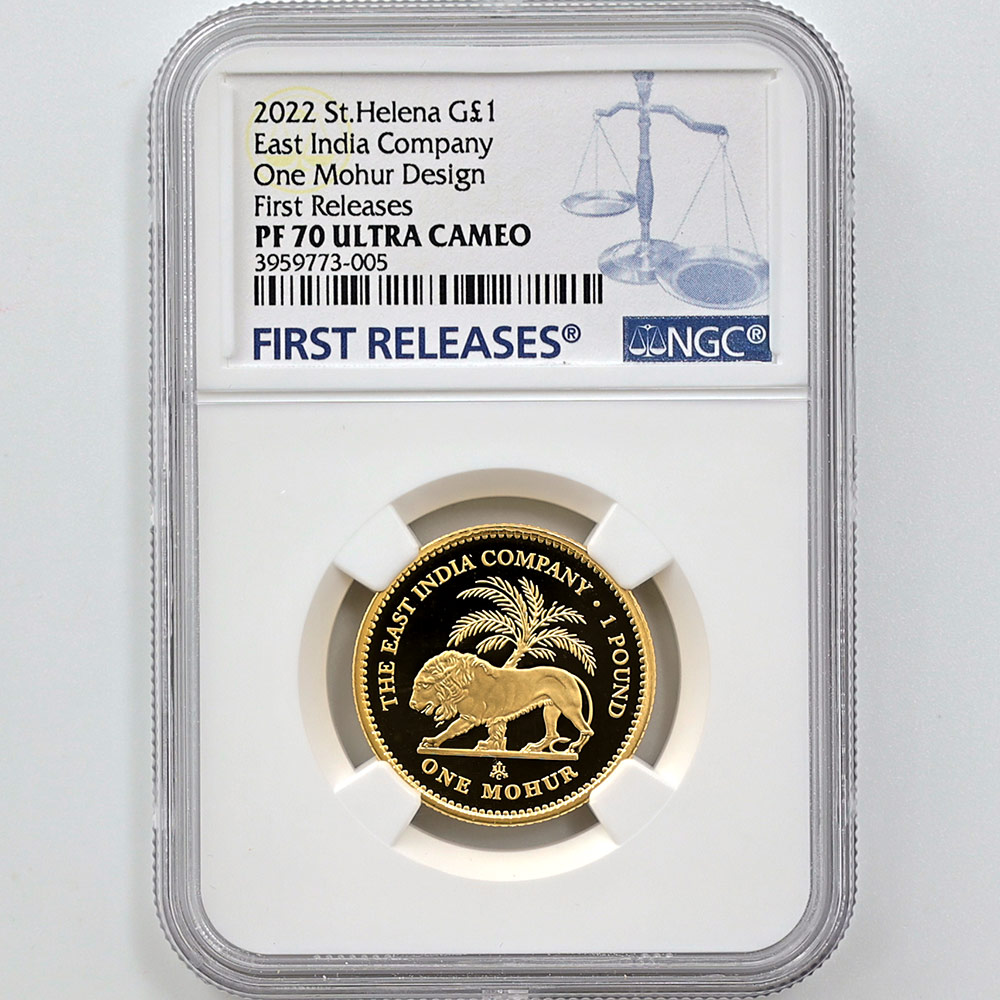 2022 St.Helena G£1
East India Company
One Mohur Design
First Releases
PF 70 ULTRA CAMEO
3959773-005
FIRST RELEASES®
NGC®
THE EAST INDIA COMPANY · 1 POUND
ONE MOHUR